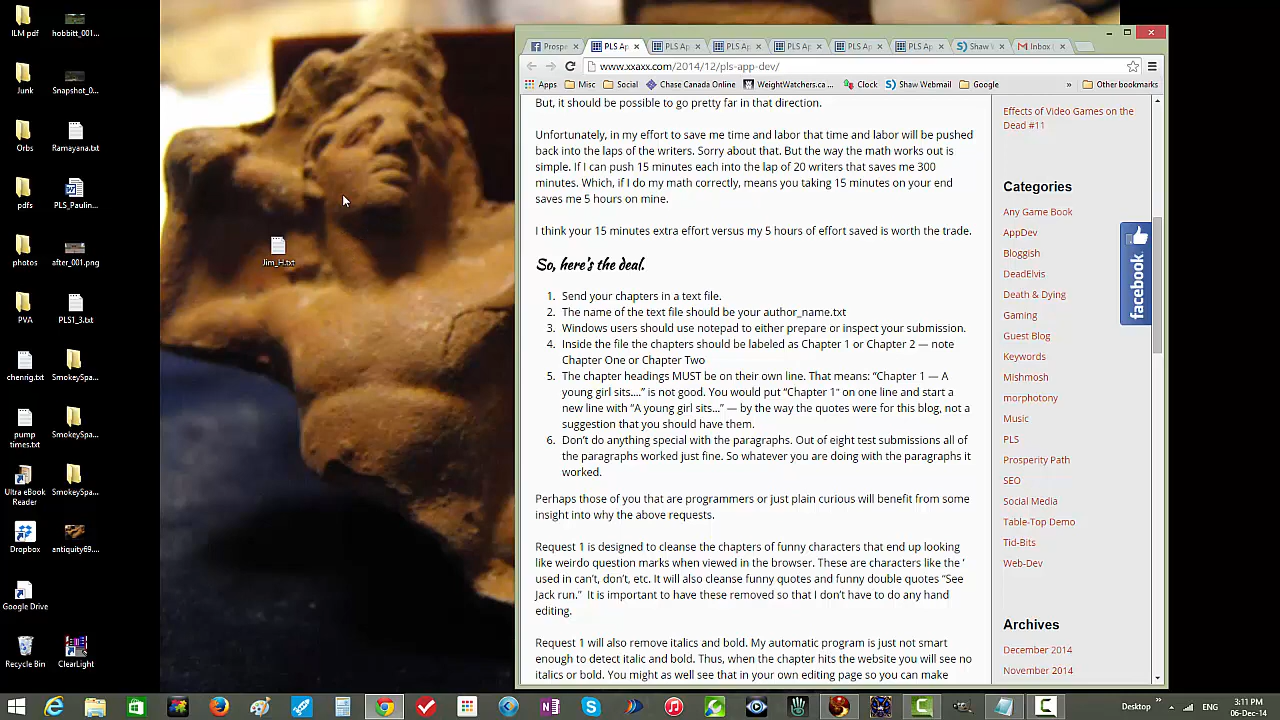 ILM pdf
hobbitt_001...
Junk
Snapshot_0...
Orbs
Ramayana.txt
pdfs
PLS_Paulin...
photos
after_001.png
PVA
PLS1_3.txt
chenrig.txt
SmokeySpa...
pump times.txt
SmokeySpa...
Ultra eBook Reader
SmokeySpa...
Dropbox
antiquity69....
Google Drive
Recycle Bin
ClearLight
Jim_H.txt
Prospe
PLS Ap
PLS Ap
PLS Ap
PLS Ap
PLS Ap
PLS Ap
Shaw V
Inbox
www.xxaxx.com/2014/12/pls-app-dev/
Apps
Misc
Social
Chase Canada Online
WeightWatchers.ca ...
Clock
Shaw Webmail
Google
»
Other bookmarks
But, it should be possible to go pretty far in that direction.
Unfortunately, in my effort to save me time and labor that time and labor will be pushed
back into the laps of the writers. Sorry about that. But the way the math works out is
simple. If I can push 15 minutes each into the lap of 20 writers that saves me 300
minutes. Which, if I do my math correctly, means you taking 15 minutes on your end
saves me 5 hours on mine.
I think your 15 minutes extra effort versus my 5 hours of effort saved is worth the trade.
So, here's the deal.
1. Send your chapters in a text file.
2. The name of the text file should be your author_name.txt
3. Windows users should use notepad to either prepare or inspect your submission.
4. Inside the file the chapters should be labeled as Chapter 1 or Chapter 2 — note
Chapter One or Chapter Two
5. The chapter headings MUST be on their own line. That means: “Chapter 1 — A
young girl sits....” is not good. You would put “Chapter 1” on one line and start a
new line with “A young girl sits...” — by the way the quotes were for this blog, not a
suggestion that you should have them.
6. Don’t do anything special with the paragraphs. Out of eight test submissions all of
the paragraphs worked just fine. So whatever you are doing with the paragraphs it
worked.
Perhaps those of you that are programmers or just plain curious will benefit from some
insight into why the above requests.
Request 1 is designed to cleanse the chapters of funny characters that end up looking
like weirdo question marks when viewed in the browser. These are characters like the ‘
used in can’t, don’t, etc. It will also cleanse funny quotes and funny double quotes “See
Jack run.” It is important to have these removed so that I don’t have to do any hand
editing.
Request 1 will also remove italics and bold. My automatic program is just not smart
enough to detect italic and bold. Thus, when the chapter hits the website you will see no
italics or bold. You might as well see that in your own editing page so you can make
Effects of Video Games on the
Dead #11
Categories
Any Game Book
AppDev
Bloggish
DeadElvis
Death & Dying
Gaming
Guest Blog
Keywords
Mishmosh
morphotony
Music
PLS
Prosperity Path
SEO
Social Media
Table-Top Demo
Tid-Bits
Web-Dev
Archives
December 2014
November 2014
facebook
Desktop
»
3:11 PM
06-Dec-14